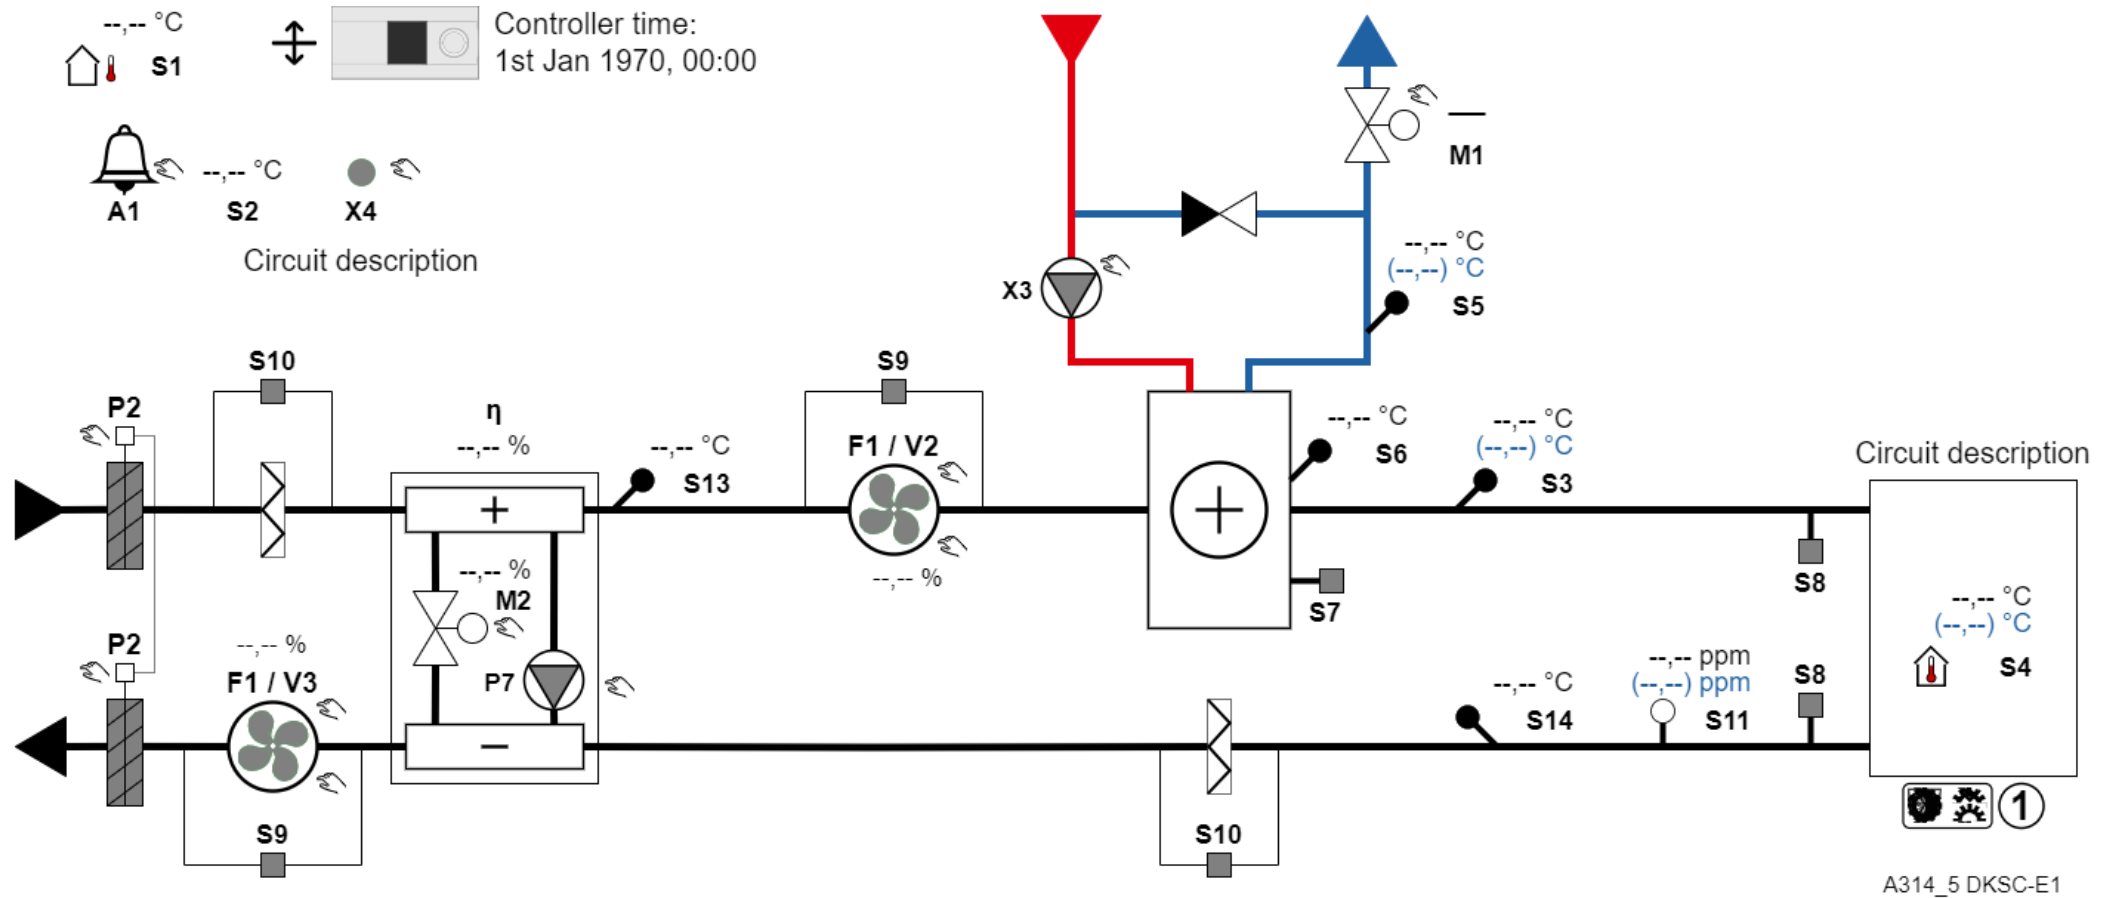 --,-- °C
S1
Controller time:
1st Jan 1970, 00:00
A1
--,-- °C
S2
X4
Circuit description
M1
X3
--,-- °C
(--,--) °C
S5
S10
P2
η
--,-- %
--,-- °C
S13
S9
F1 / V2
--,-- %
--,-- °C
S6
--,-- °C
(--,--) °C
S3
Circuit description
--,-- %
M2
S7
S8
--,-- °C
(--,--) °C
S4
P2
--,-- %
F1 / V3
P7
--,-- °C
S14
--,-- ppm
(--,--) ppm
S11
S8
S9
S10
1
A314_5 DKSC-E1